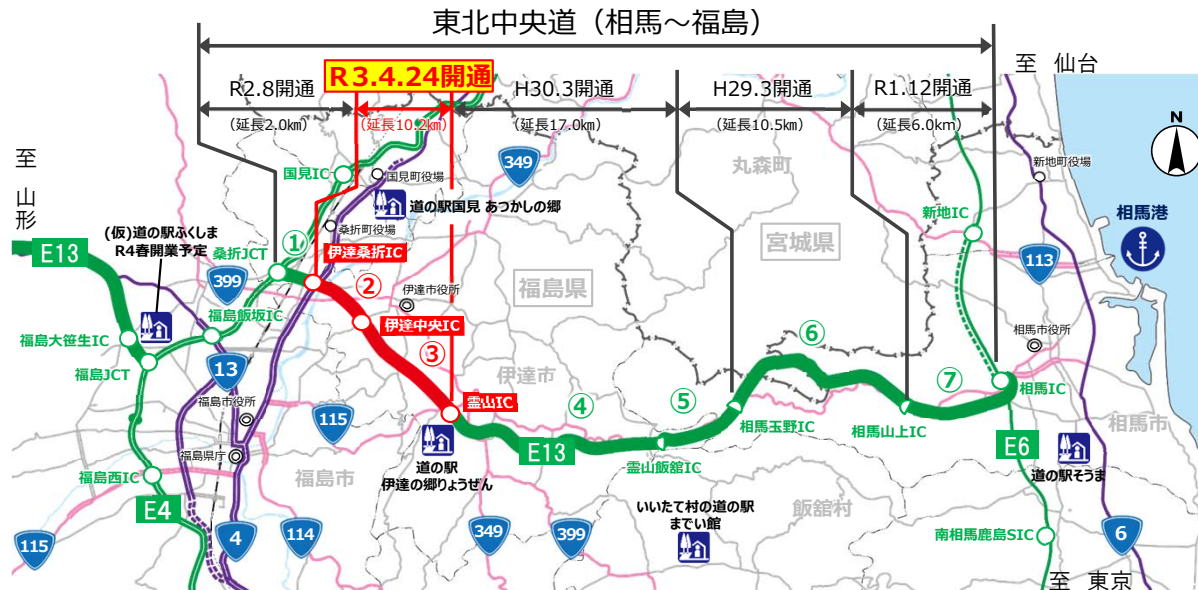 東北中央道（相馬～福島）
R3.4.24開通
R2.8開通
H30.3開通
H29.3開通
R1.12開通
至 仙台
（延長2.0km）
（延長10.2km）
（延長17.0km）
（延長10.5km）
（延長6.0km）
N
至 山形
国見IC
国見町役場
349
丸森町
新地町役場
道の駅国見 あつかしの郷
新地IC
相馬港
(仮)道の駅ふくしま
R4春開業予定
桑折町役場
①
桑折JCT
伊達桑折IC
宮城県
113
E13
399
②
伊達市役所
福島県
福島飯坂IC
伊達中央IC
⑥
相馬市役所
福島大笹生IC
③
福島JCT
13
伊達市
⑦
相馬IC
福島市役所
霊山IC
④
⑤
115
相馬玉野IC
相馬山上IC
相馬市
E13
E6
福島県庁
道の駅
伊達の郷りょうぜん
霊山飯舘IC
道の駅そうま
福島西IC
福島市
E4
いいたて村の道の駅
までい館
飯舘村
115
4
114
349
399
南相馬鹿島SIC
6
至 東京